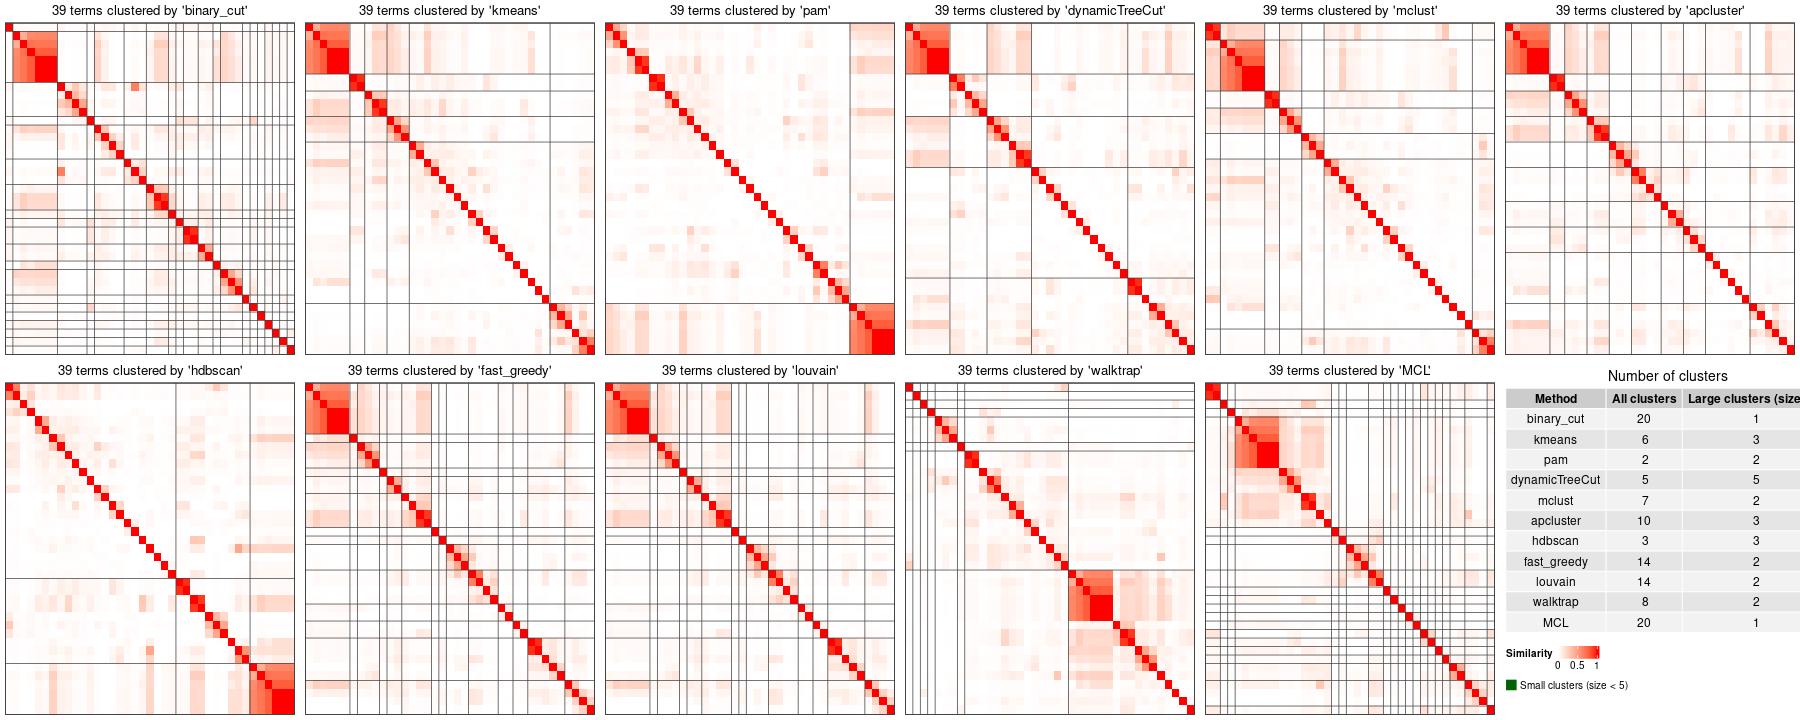 39 terms clustered by 'binary_cut'
39 terms clustered by 'kmeans'
39 terms clustered by 'pam'
39 terms clustered by 'dynamicTreeCut'
39 terms clustered by 'mclust'
39 terms clustered by 'apcluster'
39 terms clustered by 'hdbscan'
39 terms clustered by 'fast_greedy'
39 terms clustered by 'louvain'
39 terms clustered by 'walktrap'
39 terms clustered by 'MCL'
Number of clusters
Method All clusters Large clusters (size
binary_cut 20 1
kmeans 6 3
pam 2 2
dynamicTreeCut 5 5
mclust 7 2
apcluster 10 3
hdbscan 3 3
fast_greedy 14 2
louvain 14 2
walktrap 8 2
MCL 20 1
Similarity
0 0.5 1
Small clusters (size < 5)